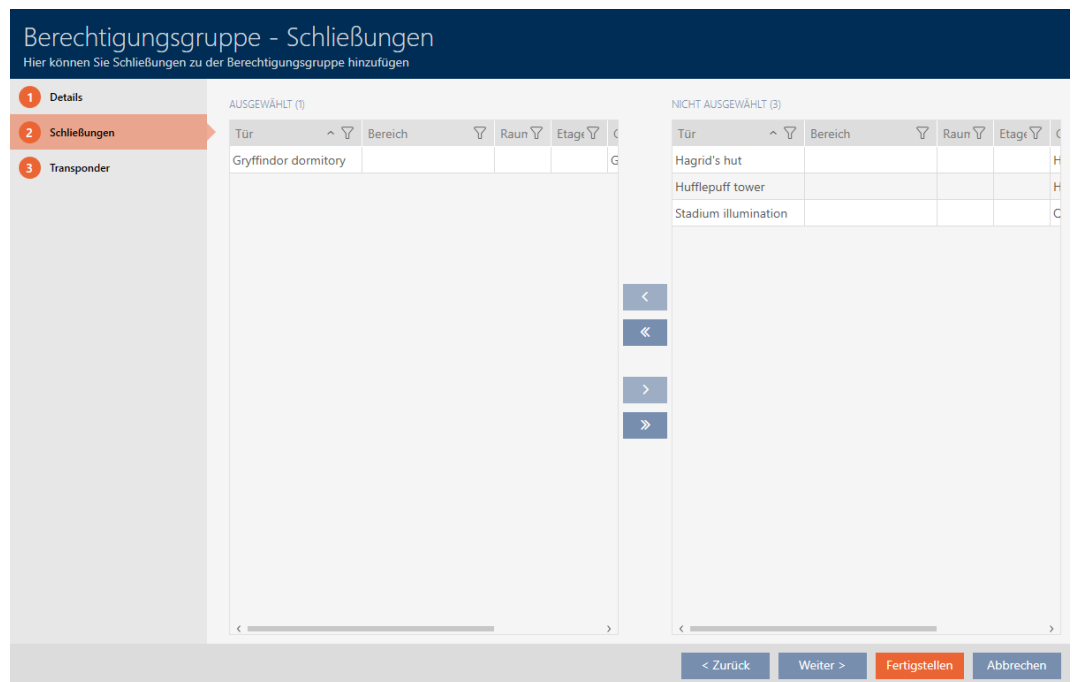 Berechtigungsgruppe - Schließungen
Hier können Sie Schließungen zu der Berechtigungsgruppe hinzufügen
1 Details
2 Schließungen
3 Transponder
AUSGEWÄHLT (1)
Tür Bereich Etage
Gryffindor dormitory G
NICHT AUSGEWÄHLT (3)
Tür Bereich Etage
Hagrid's hut H
Hufflepuff tower H
Stadium illumination
< Zurück Weiter > Fertigstellen Abbrechen